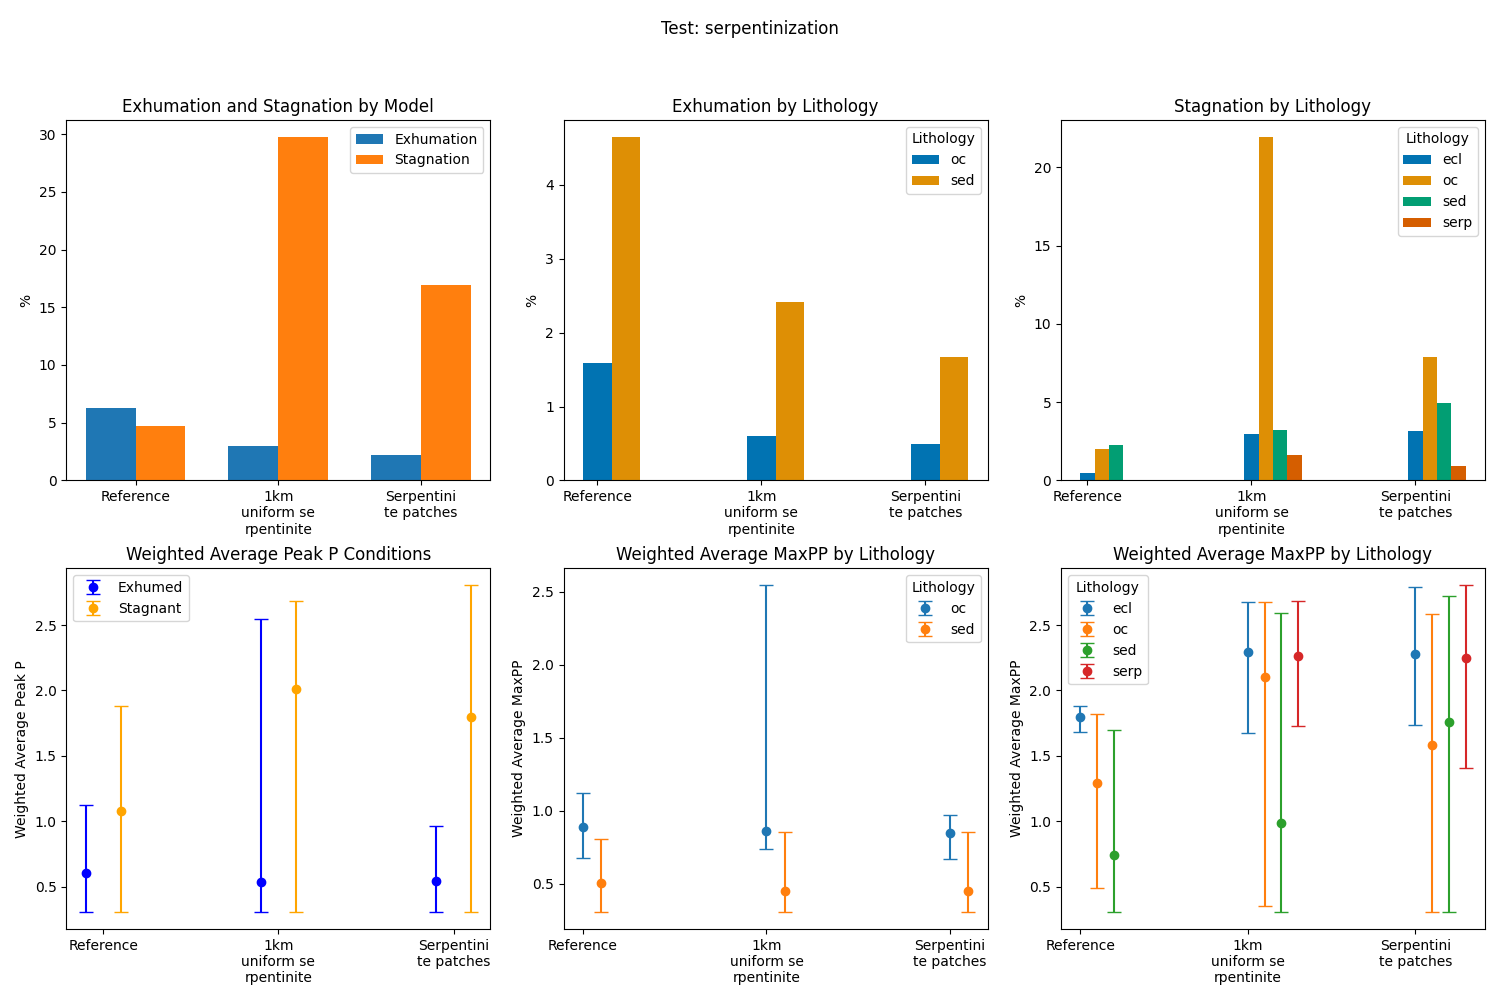 Test: serpentinization
Exhumation and Stagnation by Model
%
30
25
20
15
10
5
0
Exhumation
Stagnation
Reference
1km
uniform se
rpentinite
Serpentini
te patches
Exhumation by Lithology
%
4
3
2
1
0
Lithology
oc
sed
Reference
1km
uniform se
rpentinite
Serpentini
te patches
Stagnation by Lithology
%
20
15
10
5
0
Lithology
ecl
oc
sed
serp
Reference
1km
uniform se
rpentinite
Serpentini
te patches
Weighted Average Peak P Conditions
Weighted Average Peak P
2.5
2.0
1.5
1.0
0.5
Exhumed
Stagnant
Reference
1km
uniform se
rpentinite
Serpentini
te patches
Weighted Average MaxPP by Lithology
Weighted Average MaxPP
2.5
2.0
1.5
1.0
0.5
Lithology
oc
sed
Reference
1km
uniform se
rpentinite
Serpentini
te patches
Weighted Average MaxPP by Lithology
Weighted Average MaxPP
2.5
2.0
1.5
1.0
0.5
Lithology
ecl
oc
sed
serp
Reference
1km
uniform se
rpentinite
Serpentini
te patches